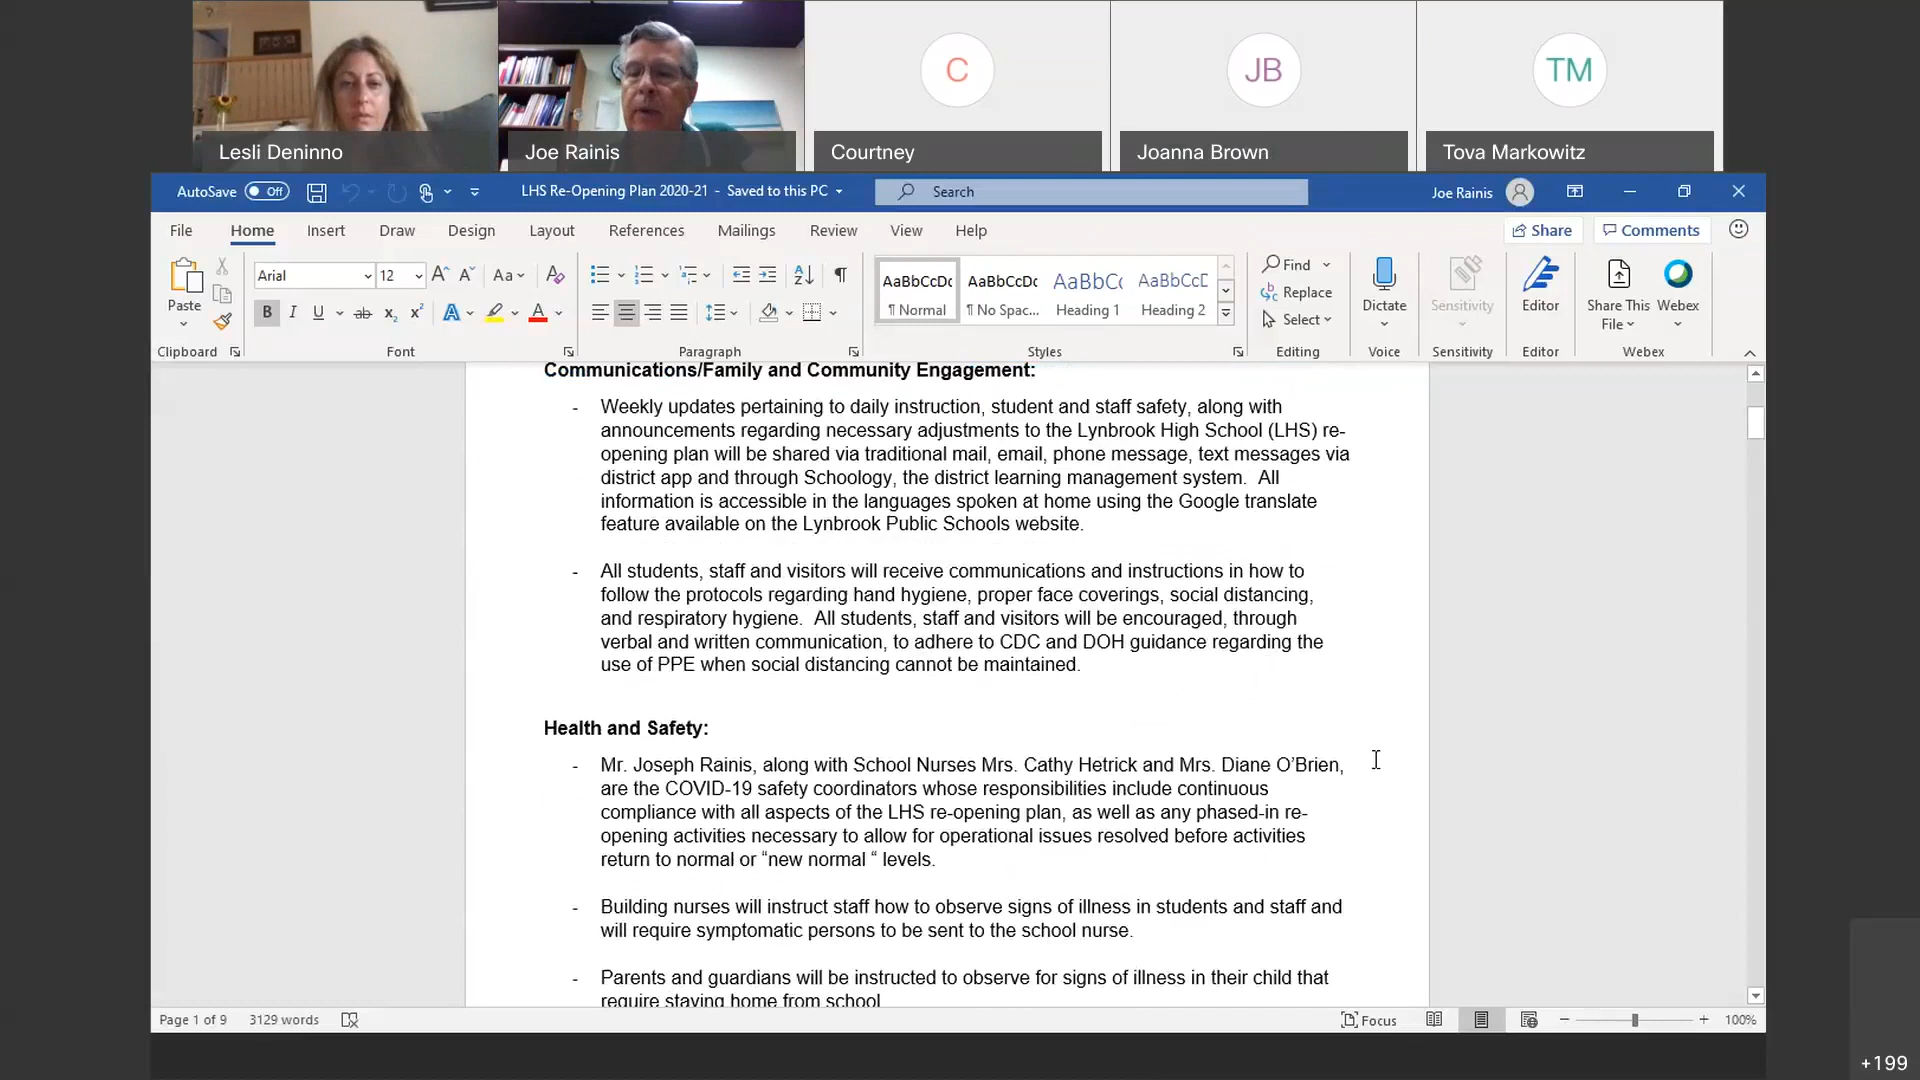 C
JB
TM
Lesli Deninno
Joe Rainis
Courtney
Joanna Brown
Tova Markowitz
AutoSave Off
LHS Re-Opening Plan 2020-21 - Saved to this PC
Search
Joe Rainis
File Home Insert Draw Design Layout References Mailings Review View Help
Share
Comments
Arial
12
Aa
Paste
B I U ab x₂ x² A A
AaBbCcDc
¶ Normal
AaBbCcDc
¶ No Spac...
AaBbCc
Heading 1
AaBbCcD
Heading 2
Find
Replace
Select
Dictate
Sensitivity
Editor
Share This
File
Webex
Clipboard
Font
Paragraph
Styles
Editing
Voice
Sensitivity
Editor
Webex
Communications/Family and Community Engagement:
- Weekly updates pertaining to daily instruction, student and staff safety, along with
announcements regarding necessary adjustments to the Lynbrook High School (LHS) re-
opening plan will be shared via traditional mail, email, phone message, text messages via
district app and through Schoology, the district learning management system.  All
information is accessible in the languages spoken at home using the Google translate
feature available on the Lynbrook Public Schools website.
- All students, staff and visitors will receive communications and instructions in how to
follow the protocols regarding hand hygiene, proper face coverings, social distancing,
and respiratory hygiene.  All students, staff and visitors will be encouraged, through
verbal and written communication, to adhere to CDC and DOH guidance regarding the
use of PPE when social distancing cannot be maintained.
Health and Safety:
- Mr. Joseph Rainis, along with School Nurses Mrs. Cathy Hetrick and Mrs. Diane O’Brien,
are the COVID-19 safety coordinators whose responsibilities include continuous
compliance with all aspects of the LHS re-opening plan, as well as any phased-in re-
opening activities necessary to allow for operational issues resolved before activities
return to normal or “new normal “ levels.
- Building nurses will instruct staff how to observe signs of illness in students and staff and
will require symptomatic persons to be sent to the school nurse.
- Parents and guardians will be instructed to observe for signs of illness in their child that
require staying home from school
Page 1 of 9
3129 words
Focus
100%
+199